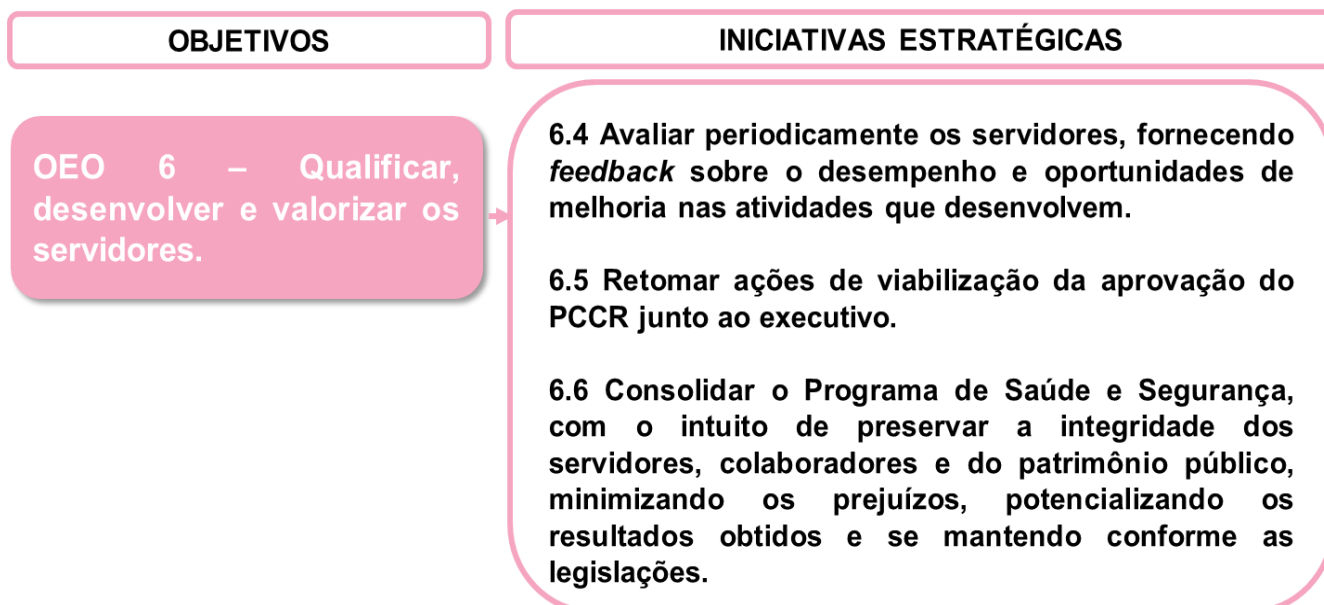 OBJETIVOS
INICIATIVAS ESTRATÉGICAS
OEO 6 – Qualificar,
desenvolver e valorizar os
servidores.
6.4 Avaliar periodicamente os servidores, fornecendo
feedback sobre o desempenho e oportunidades de
melhoria nas atividades que desenvolvem.
6.5 Retomar ações de viabilização da aprovação do
PCCR junto ao executivo.
6.6 Consolidar o Programa de Saúde e Segurança,
com o intuito de preservar a integridade dos
servidores, colaboradores e do patrimônio público,
minimizando os prejuízos, potencializando os
resultados obtidos e se mantendo conforme as
legislações.